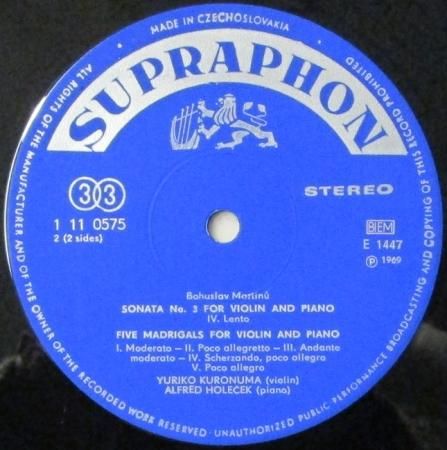 MADE IN CZECHOSLOVAKIA
ALL RIGHTS OF THE MANUFACTURER AND OF THE OWNER OF THE RECORDED WORK RESERVED · UNAUTHORIZED PUBLIC PERFORMANCE BROADCASTING AND COPYING OF THIS RECORD PROHIBITED
SUPRAPHON
33
STEREO
1 11 0575
2 (2 sides)
BIEM
E 1447
Ⓟ 1969
Bohuslav Martinů
SONATA No. 3 FOR VIOLIN AND PIANO
IV. Lento
FIVE MADRIGALS FOR VIOLIN AND PIANO
I. Moderato – II. Poco allegretto – III. Andante
moderato – IV. Scherzando, poco allegro
V. Poco allegro
YURIKO KURONUMA (violin)
ALFRED HOLEČEK (piano)